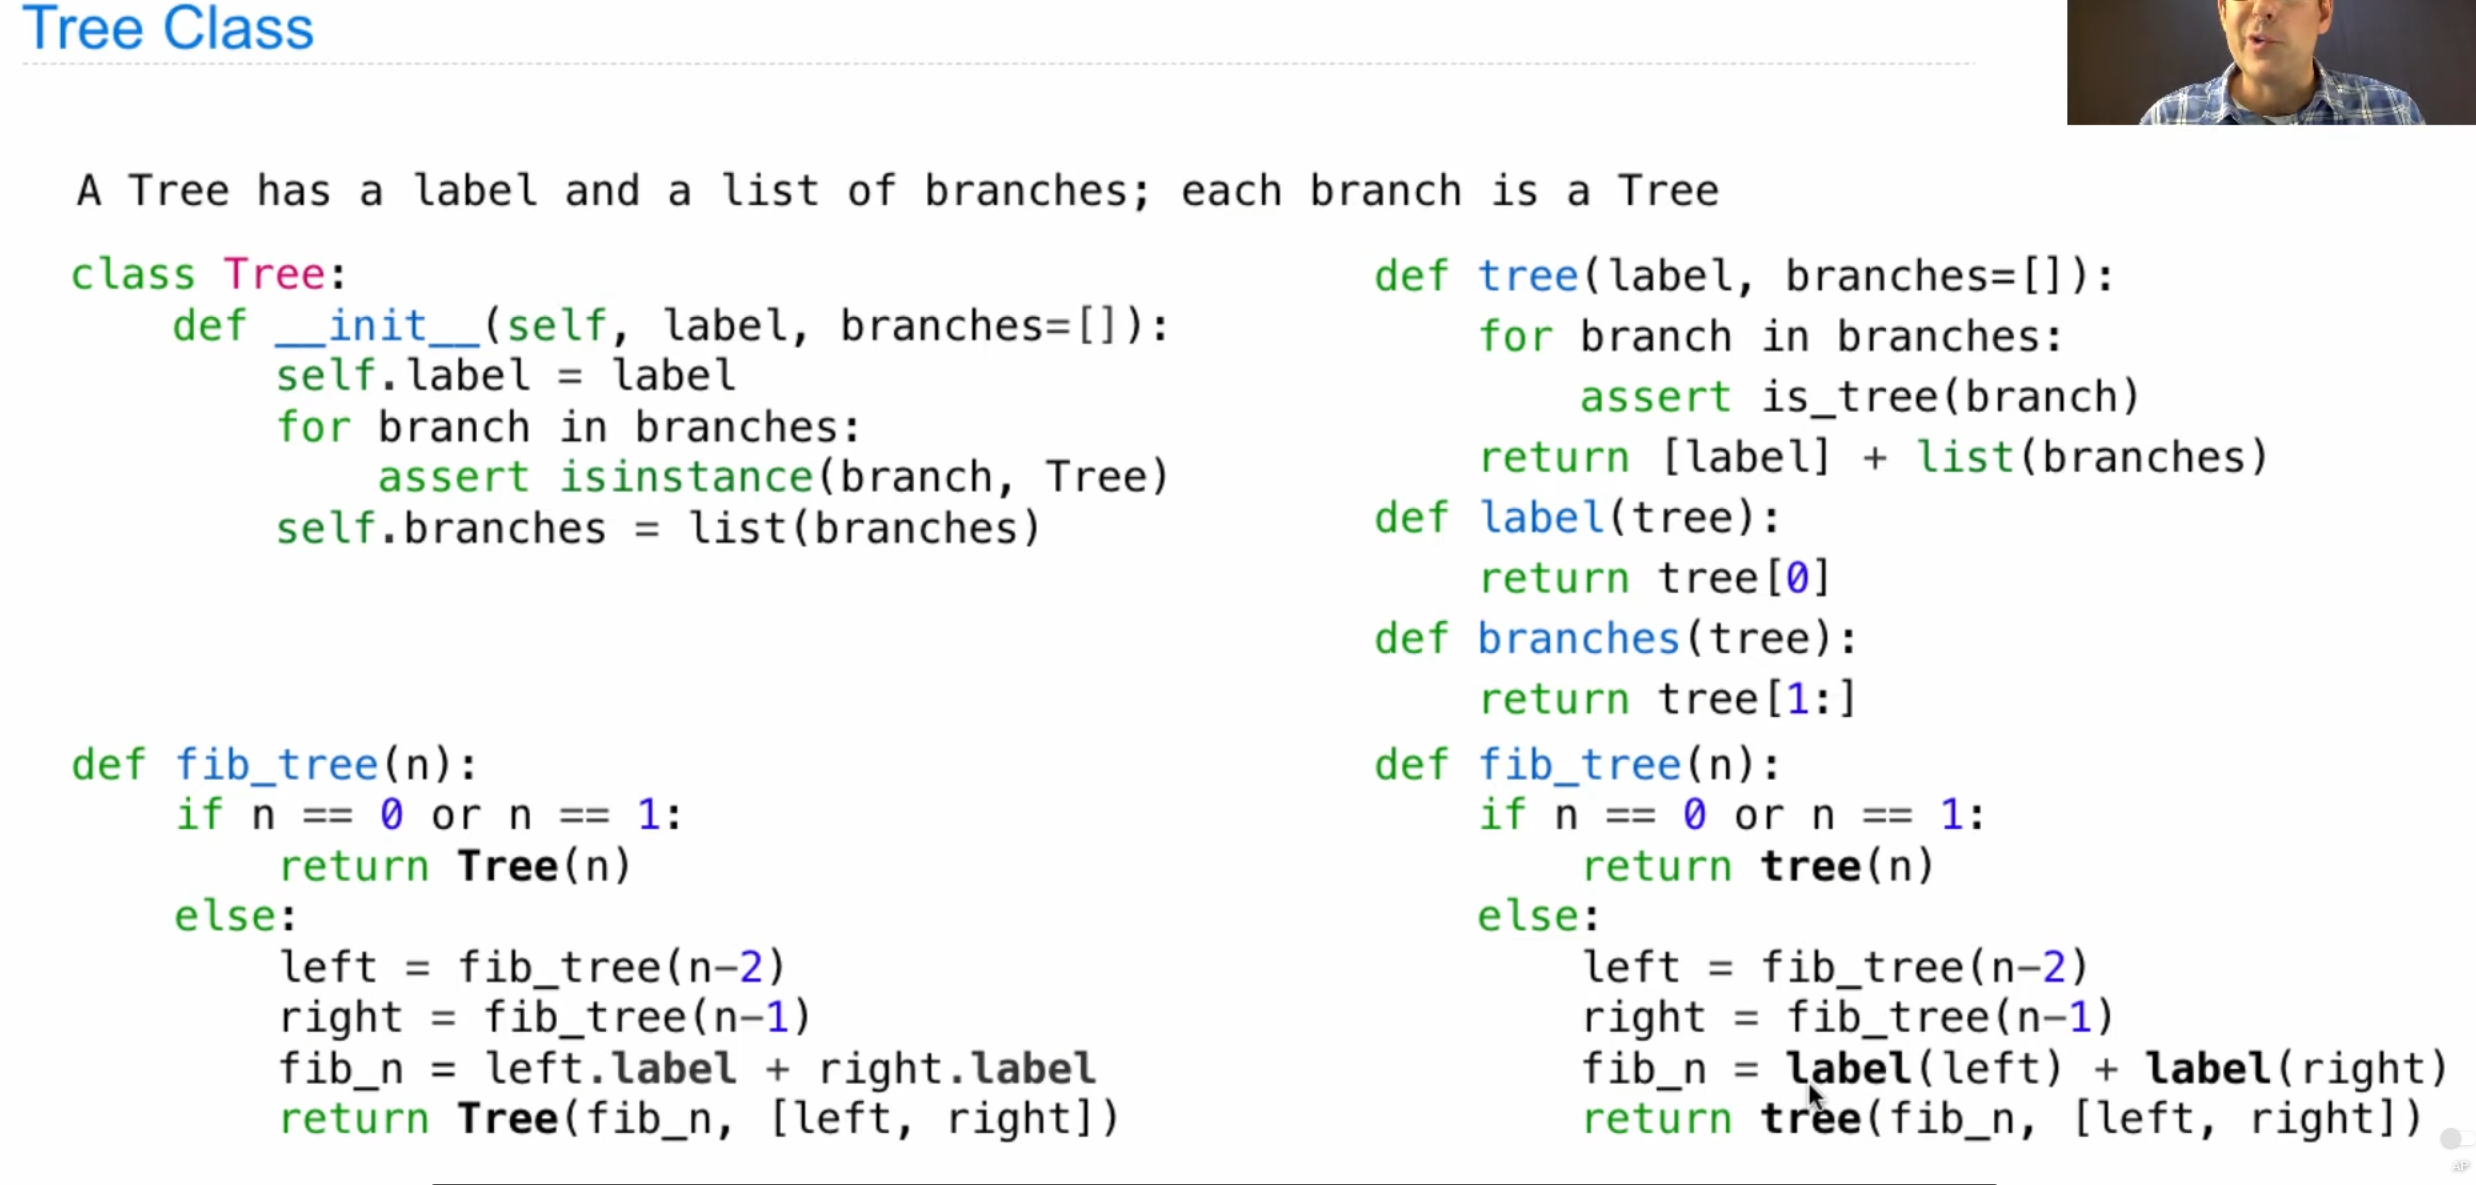 Tree Class
A Tree has a label and a list of branches; each branch is a Tree
class Tree:
    def __init__(self, label, branches=[]):
        self.label = label
        for branch in branches:
            assert isinstance(branch, Tree)
        self.branches = list(branches)
def fib_tree(n):
    if n == 0 or n == 1:
        return Tree(n)
    else:
        left = fib_tree(n-2)
        right = fib_tree(n-1)
        fib_n = left.label + right.label
        return Tree(fib_n, [left, right])
def tree(label, branches=[]):
    for branch in branches:
        assert is_tree(branch)
    return [label] + list(branches)
def label(tree):
    return tree[0]
def branches(tree):
    return tree[1:]
def fib_tree(n):
    if n == 0 or n == 1:
        return tree(n)
    else:
        left = fib_tree(n-2)
        right = fib_tree(n-1)
        fib_n = label(left) + label(right)
        return tree(fib_n, [left, right])
AP